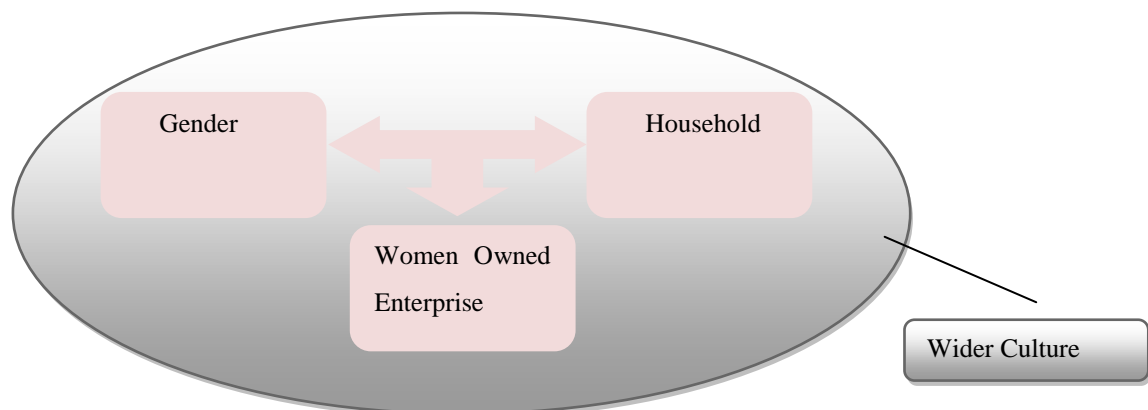 Gender
Household
Women Owned
Enterprise
Wider Culture